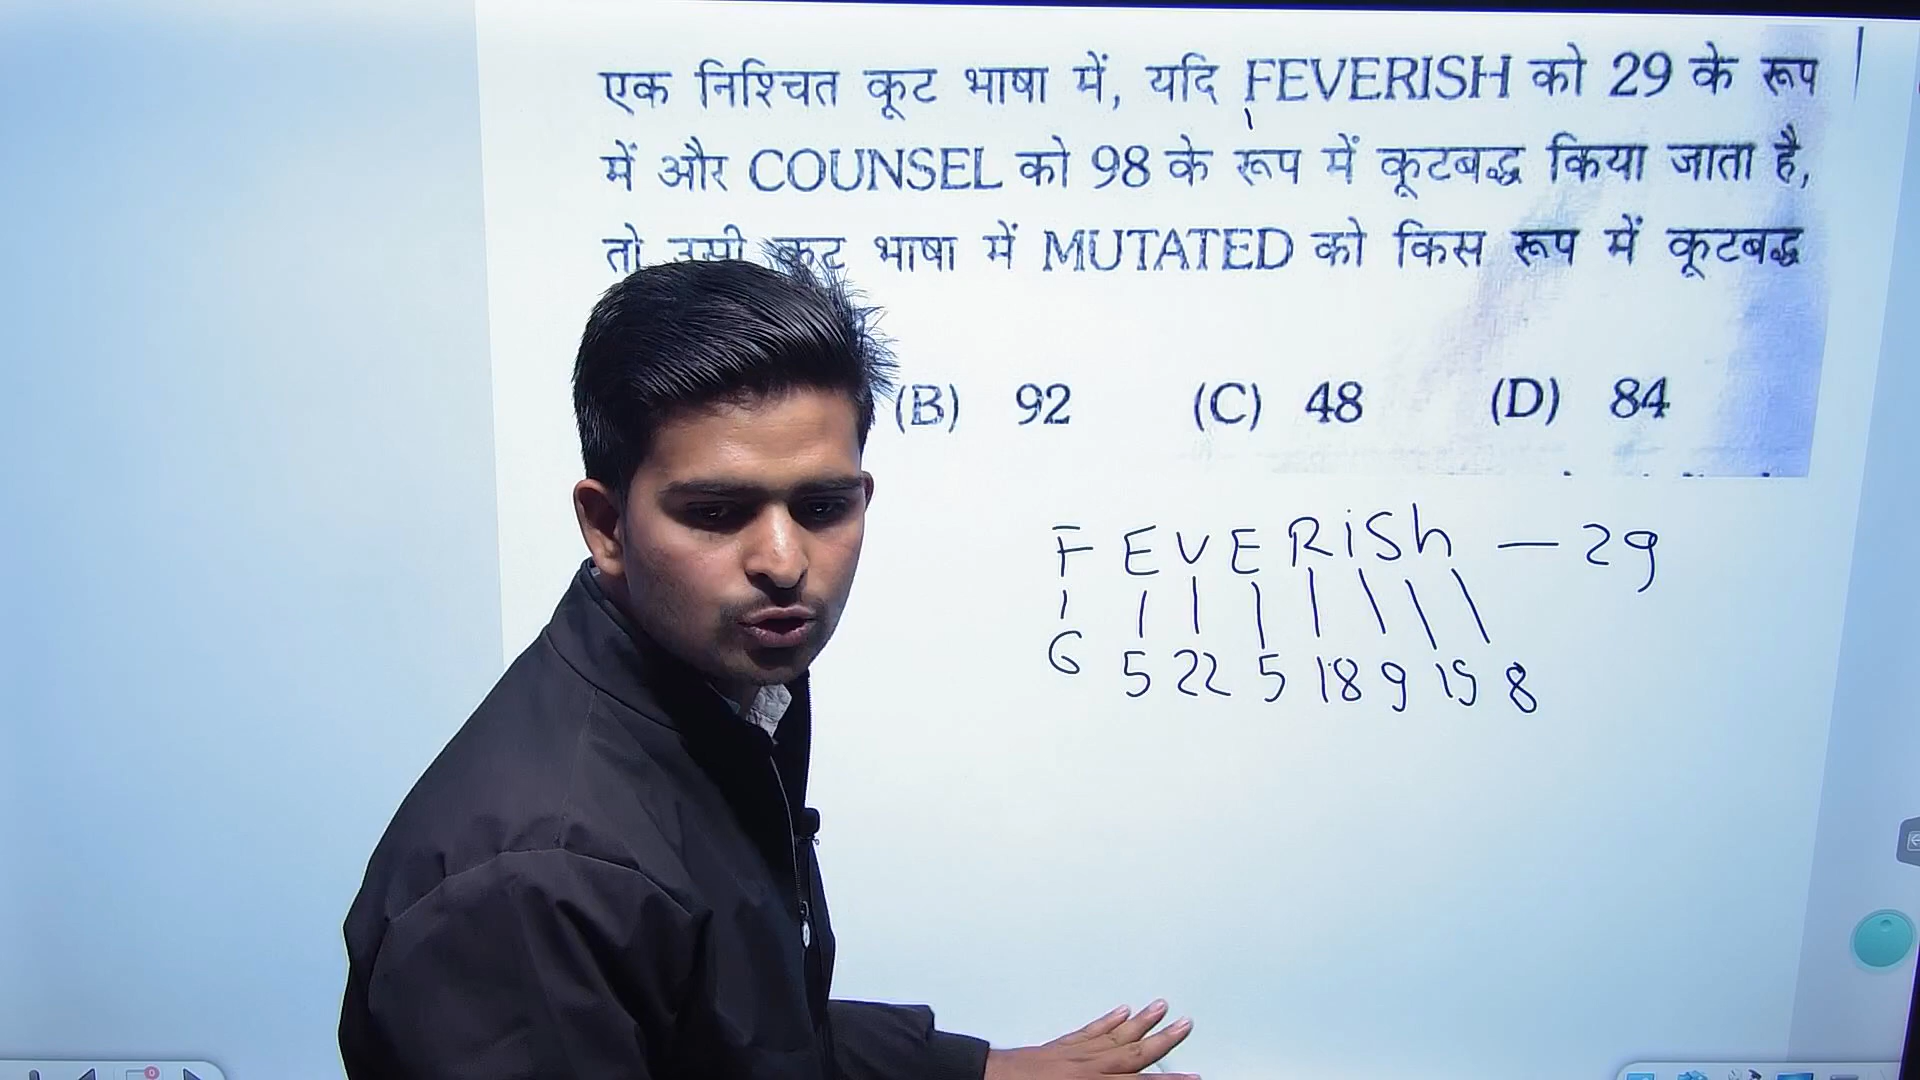 एक निश्चित कूट भाषा में, यदि FEVERISH को 29 के रूप
में और COUNSEL को 98 के रूप में कूटबद्ध किया जाता है,
तो उसी कूट भाषा में MUTATED को किस रूप में कूटबद्ध
(B) 92 (C) 48 (D) 84
F E V E R i S h — 29
6 5 22 5 18 9 19 8